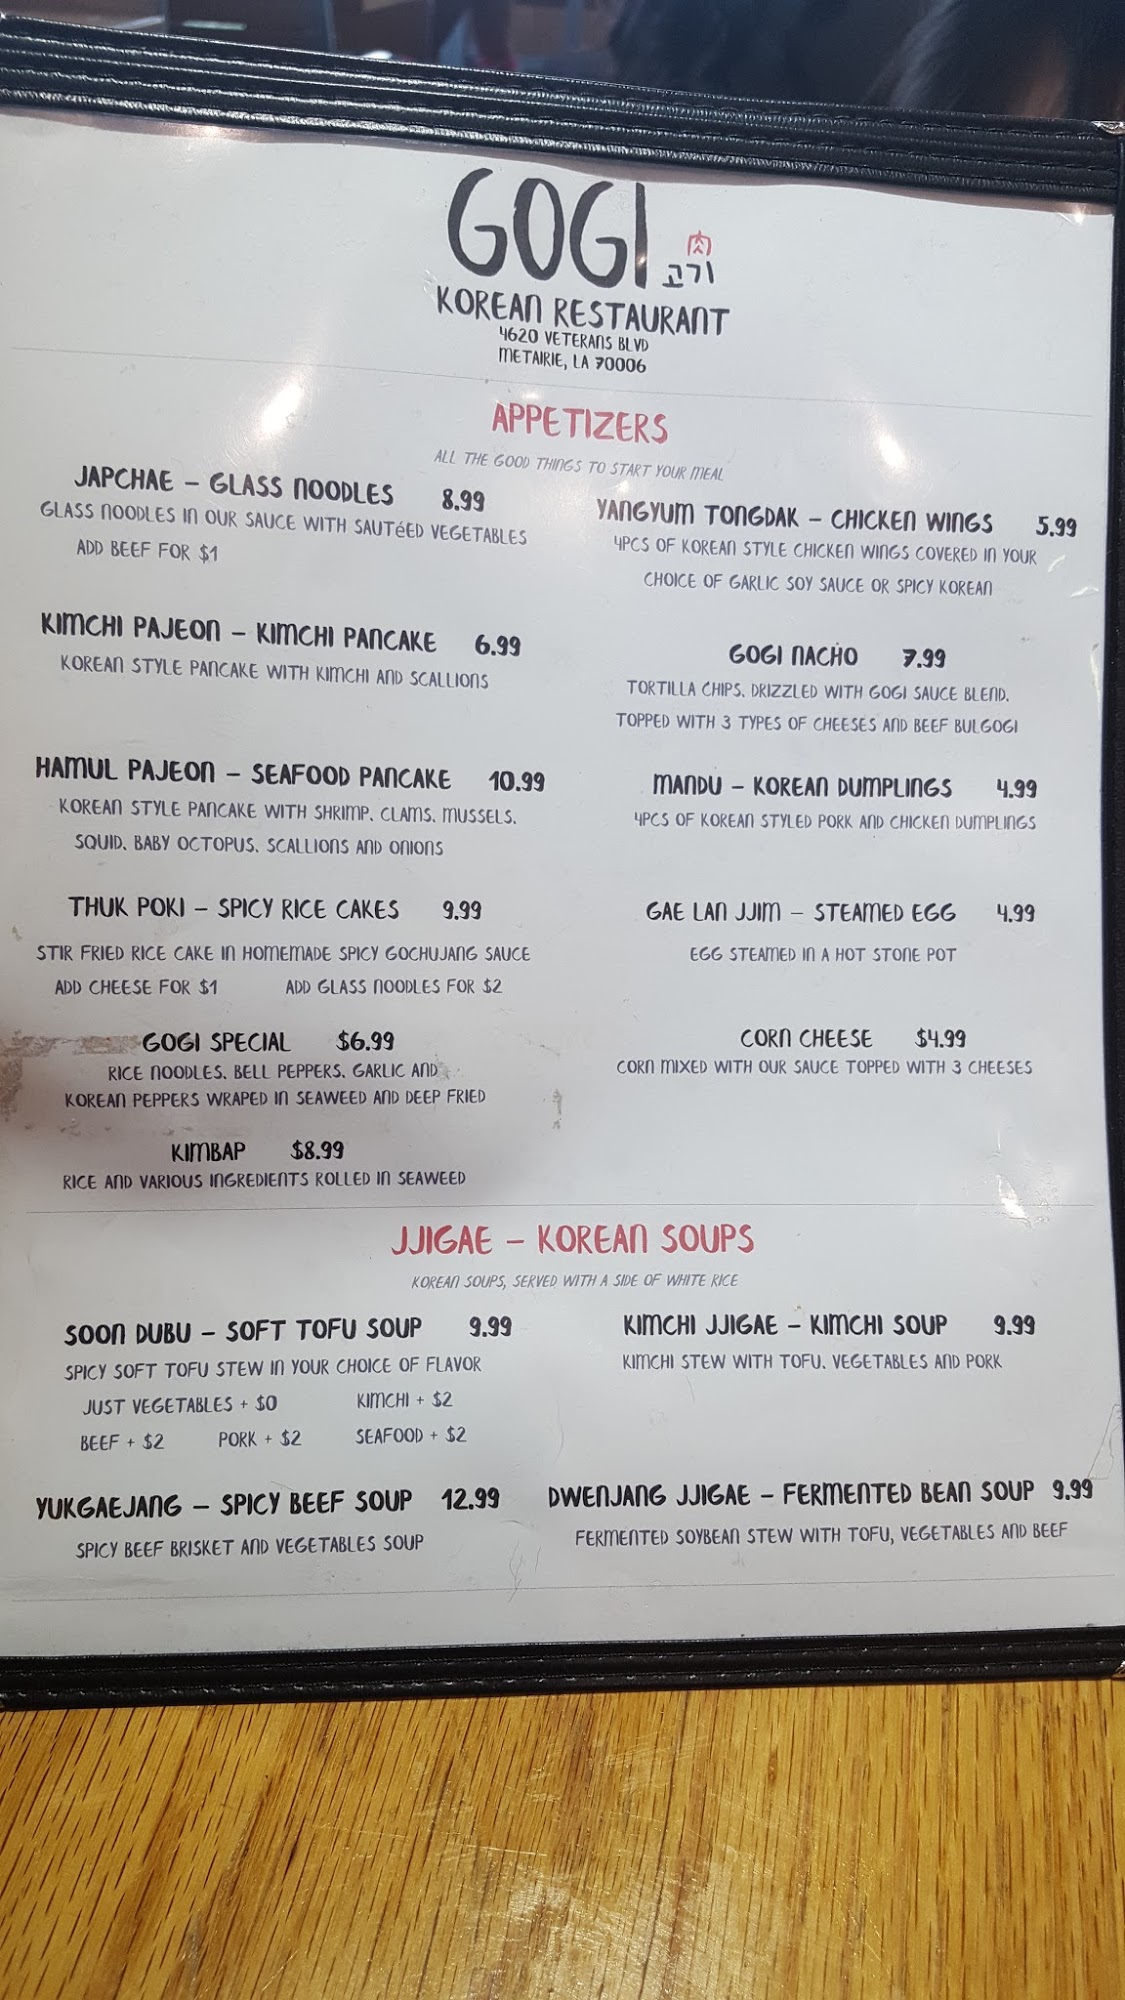 GOGI
肉
고기
KOREAN RESTAURANT
4620 VETERANS BLVD
METAIRIE, LA 70006
APPETIZERS
ALL THE GOOD THINGS TO START YOUR MEAL
JAPCHAE – GLASS NOODLES 8.99
GLASS NOODLES IN OUR SAUCE WITH SAUTéED VEGETABLES
ADD BEEF FOR $1
KIMCHI PAJEON – KIMCHI PANCAKE 6.99
KOREAN STYLE PANCAKE WITH KIMCHI AND SCALLIONS
HAMUL PAJEON – SEAFOOD PANCAKE 10.99
KOREAN STYLE PANCAKE WITH SHRIMP, CLAMS, MUSSELS,
SQUID, BABY OCTOPUS, SCALLIONS AND ONIONS
THUK POKI – SPICY RICE CAKES 9.99
STIR FRIED RICE CAKE IN HOMEMADE SPICY GOCHUJANG SAUCE
ADD CHEESE FOR $1 ADD GLASS NOODLES FOR $2
GOGI SPECIAL $6.99
RICE NOODLES, BELL PEPPERS, GARLIC AND
KOREAN PEPPERS WRAPED IN SEAWEED AND DEEP FRIED
KIMBAP $8.99
RICE AND VARIOUS INGREDIENTS ROLLED IN SEAWEED
YANGYUM TONGDAK – CHICKEN WINGS 5.99
4PCS OF KOREAN STYLE CHICKEN WINGS COVERED IN YOUR
CHOICE OF GARLIC SOY SAUCE OR SPICY KOREAN
GOGI NACHO 7.99
TORTILLA CHIPS, DRIZZLED WITH GOGI SAUCE BLEND,
TOPPED WITH 3 TYPES OF CHEESES AND BEEF BULGOGI
MANDU – KOREAN DUMPLINGS 4.99
4PCS OF KOREAN STYLED PORK AND CHICKEN DUMPLINGS
GAE LAN JJIM – STEAMED EGG 4.99
EGG STEAMED IN A HOT STONE POT
CORN CHEESE $4.99
CORN MIXED WITH OUR SAUCE TOPPED WITH 3 CHEESES
JJIGAE – KOREAN SOUPS
KOREAN SOUPS, SERVED WITH A SIDE OF WHITE RICE
SOON DUBU – SOFT TOFU SOUP 9.99
SPICY SOFT TOFU STEW IN YOUR CHOICE OF FLAVOR
JUST VEGETABLES + $0 KIMCHI + $2
BEEF + $2 PORK + $2 SEAFOOD + $2
YUKGAEJANG – SPICY BEEF SOUP 12.99
SPICY BEEF BRISKET AND VEGETABLES SOUP
KIMCHI JJIGAE – KIMCHI SOUP 9.99
KIMCHI STEW WITH TOFU, VEGETABLES AND PORK
DWENJANG JJIGAE – FERMENTED BEAN SOUP 9.99
FERMENTED SOYBEAN STEW WITH TOFU, VEGETABLES AND BEEF